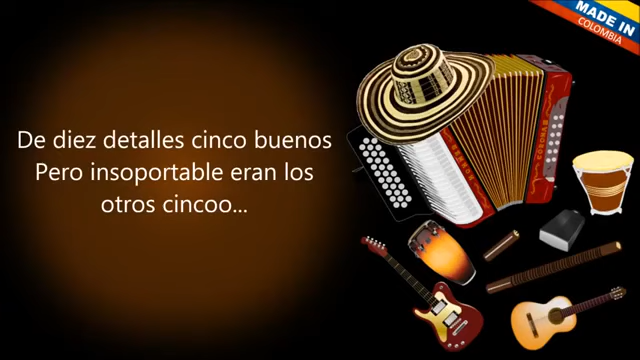 MADE IN
COLOMBIA
De diez detalles cinco buenos
Pero insoportable eran los
otros cincoo...